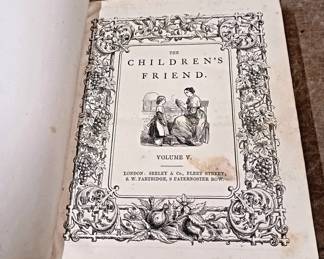 THE
CHILDREN'S
FRIEND.
VOLUME V.
LONDON: SEELEY & Co., FLEET STREET;
S. W. PARTRIDGE, 9 PATERNOSTER ROW.